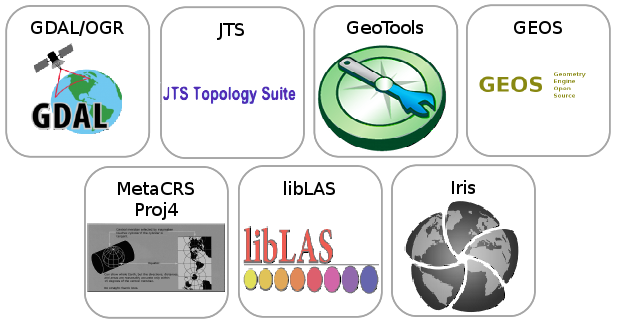 GDAL/OGR
GDAL
JTS
JTS Topology Suite
GeoTools
GEOS
GEOS
Geometry
Engine
Open
Source
MetaCRS
Proj4
libLAS
libLAS
Iris